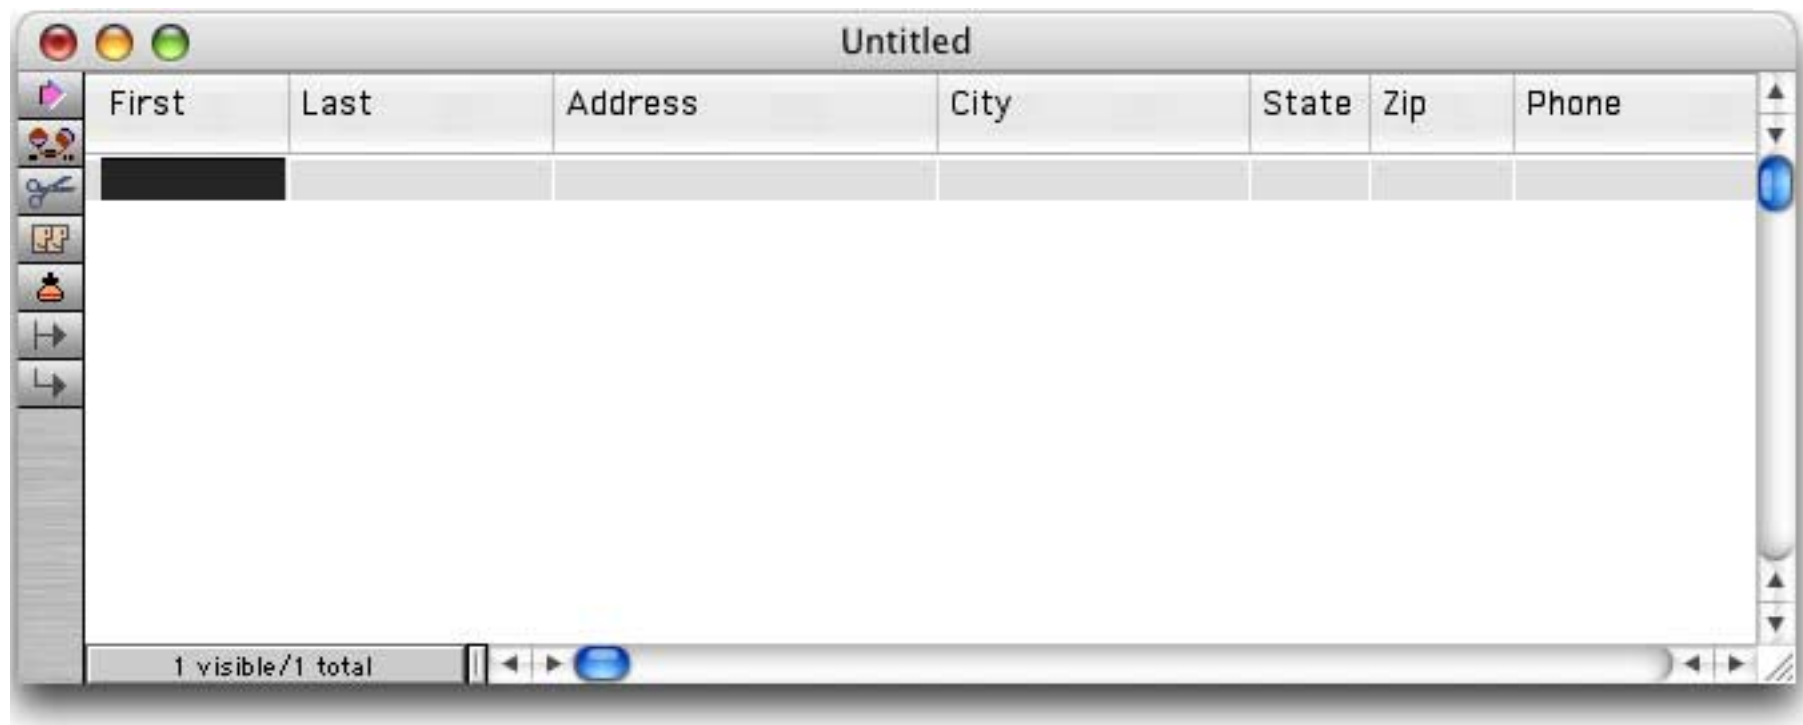 Untitled
First Last Address City State Zip Phone
1 visible/1 total